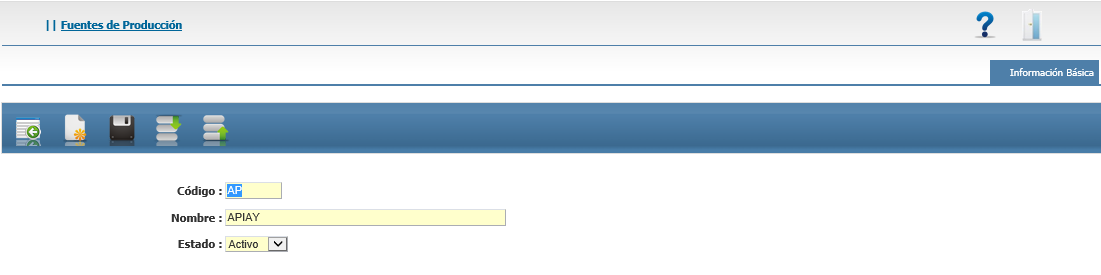 || Fuentes de Producción
Información Básica
Código : AP
Nombre : APIAY
Estado : Activo